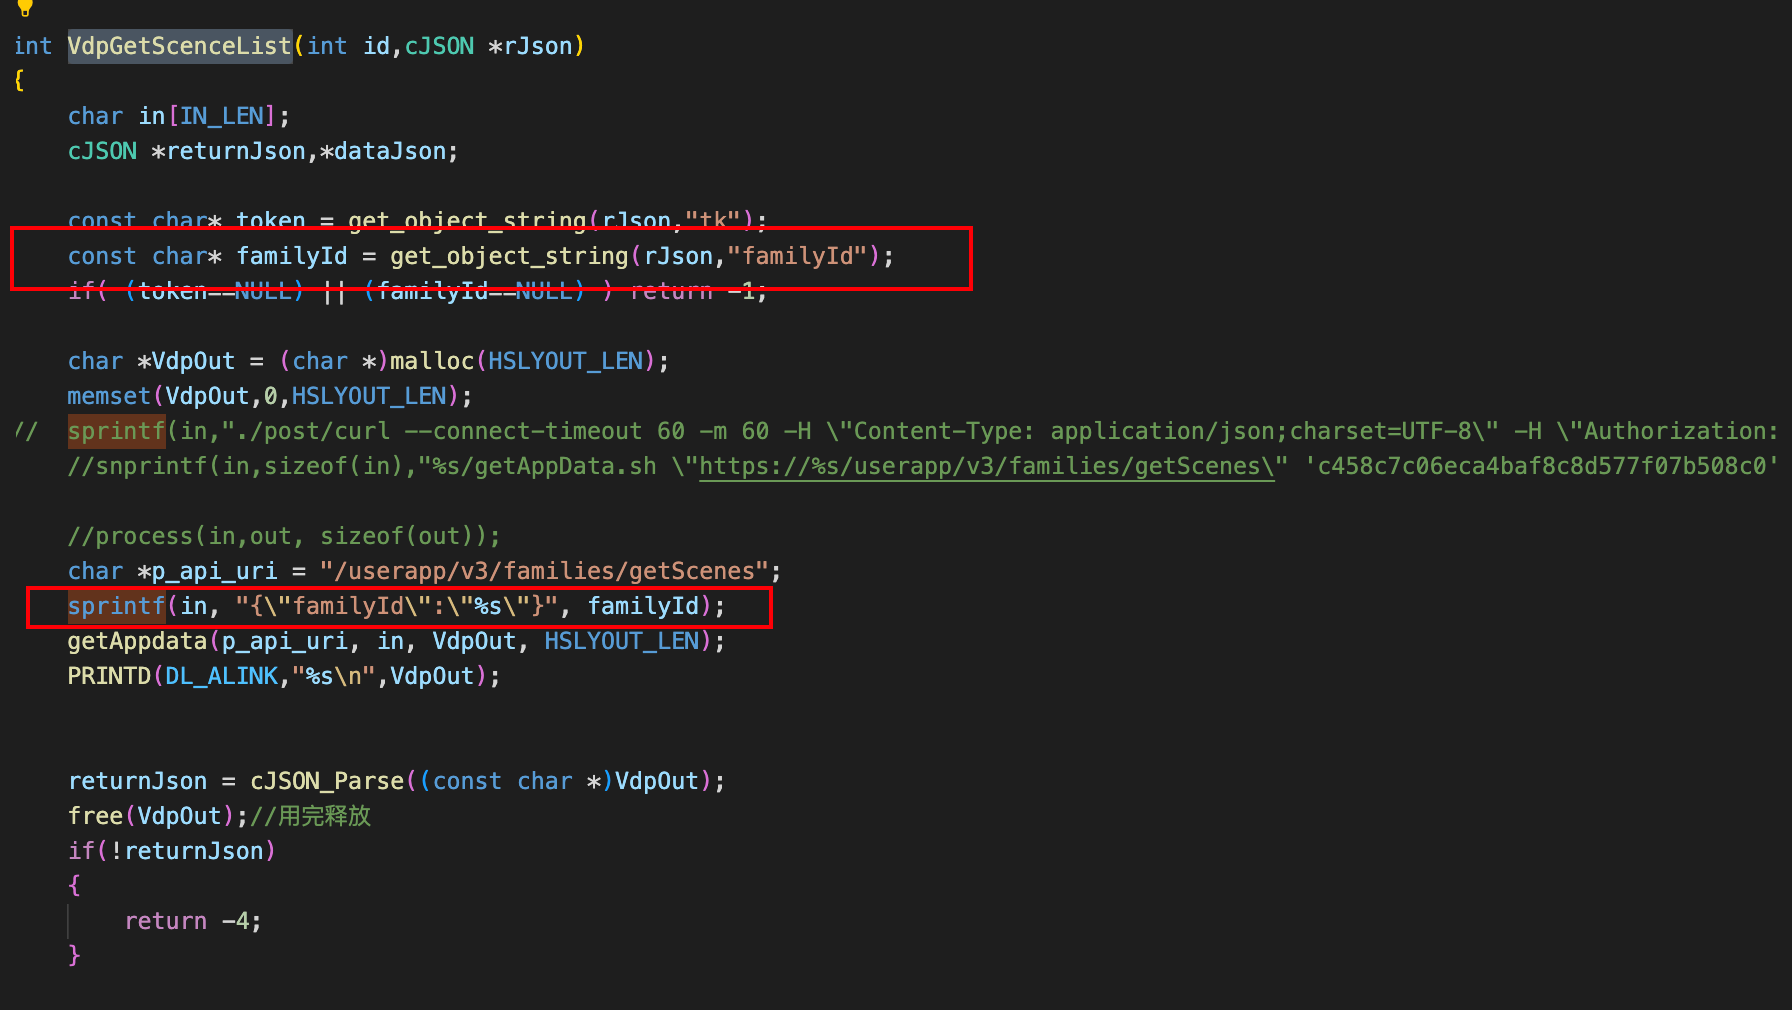 int VdpGetScenceList(int id,cJSON *rJson)
{
char in[IN_LEN];
cJSON *returnJson,*dataJson;
const char* token = get_object_string(rJson,"tk");
const char* familyId = get_object_string(rJson,"familyId");
if( (token==NULL) || (familyId==NULL) ) return -1;
char *VdpOut = (char *)malloc(HSLYOUT_LEN);
memset(VdpOut,0,HSLYOUT_LEN);
// sprintf(in,"./post/curl --connect-timeout 60 -m 60 -H \"Content-Type: application/json;charset=UTF-8\" -H \"Authorization:
//snprintf(in,sizeof(in),"%s/getAppData.sh \"https://%s/userapp/v3/families/getScenes\" 'c458c7c06eca4baf8c8d577f07b508c0'
//process(in,out, sizeof(out));
char *p_api_uri = "/userapp/v3/families/getScenes";
sprintf(in, "{\"familyId\":\"%s\"}", familyId);
getAppdata(p_api_uri, in, VdpOut, HSLYOUT_LEN);
PRINTD(DL_ALINK,"%s\n",VdpOut);
returnJson = cJSON_Parse((const char *)VdpOut);
free(VdpOut);//用完释放
if(!returnJson)
{
return -4;
}